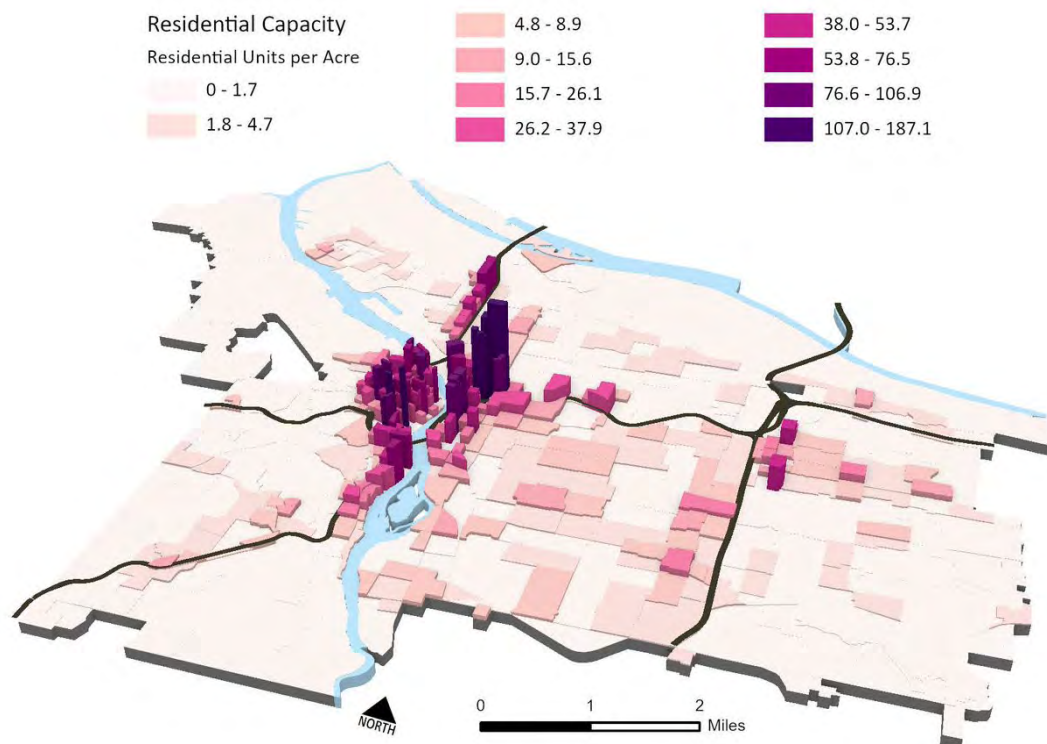 Residential Capacity
Residential Units per Acre
0 - 1.7
1.8 - 4.7
4.8 - 8.9
9.0 - 15.6
15.7 - 26.1
26.2 - 37.9
38.0 - 53.7
53.8 - 76.5
76.6 - 106.9
107.0 - 187.1
NORTH
0 1 2
Miles